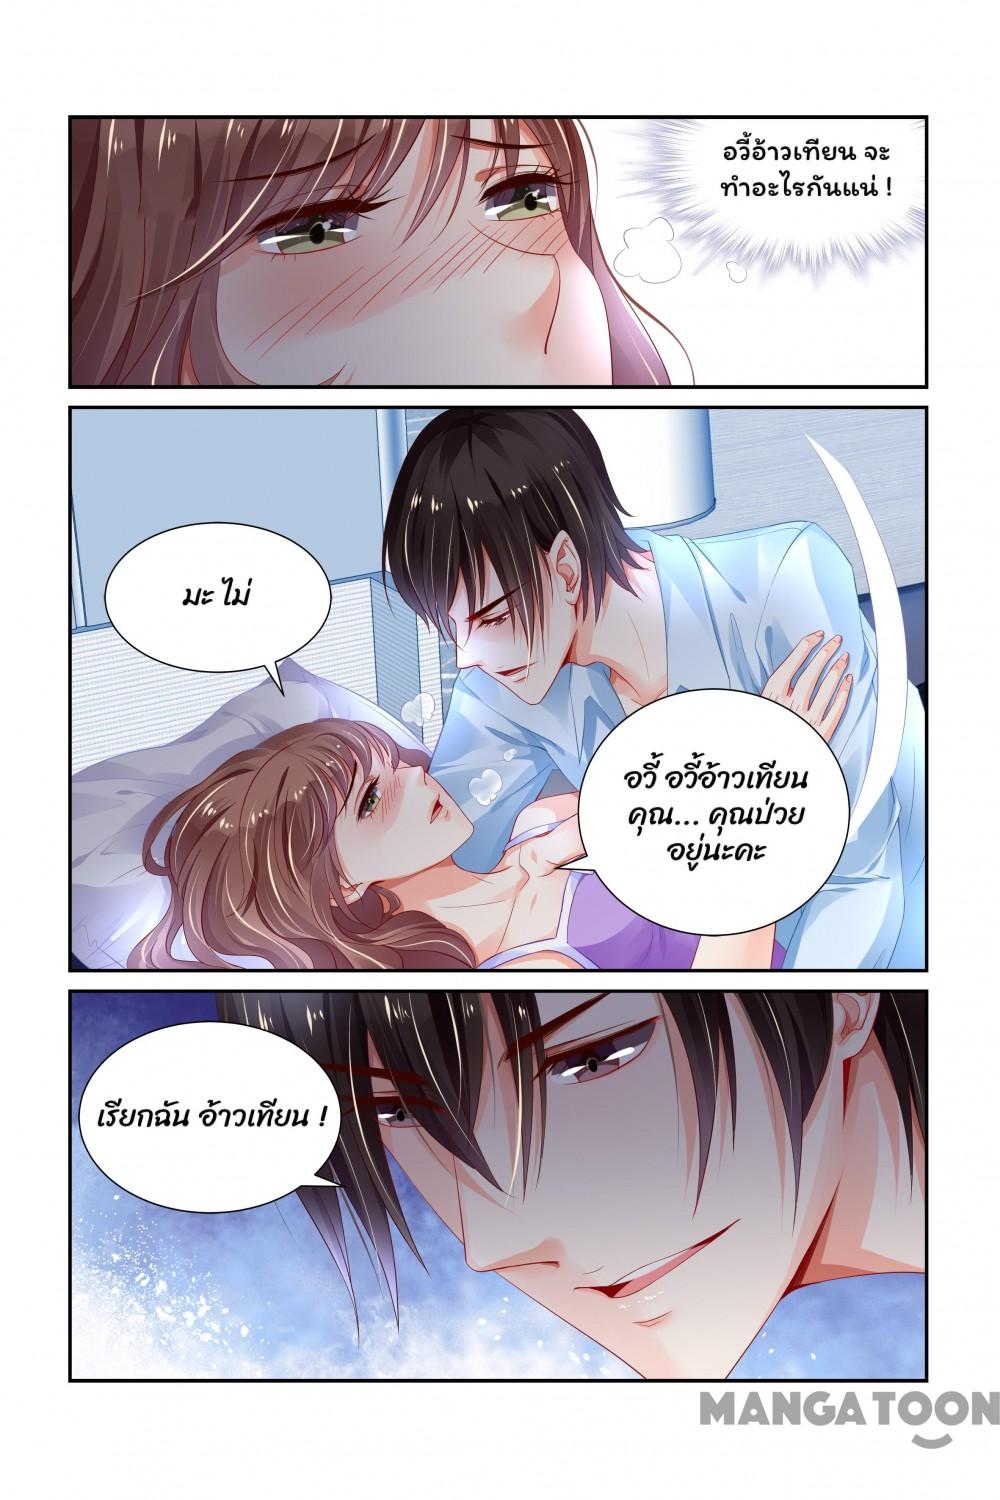 อวี้อ้าวเทียน จะ
ทำอะไรกันแน่ !
มะ ไม่
อวี้ อวี้อ้าวเทียน
คุณ... คุณป่วย
อยู่นะคะ
เรียกฉัน อ้าวเทียน !
MANGATOON